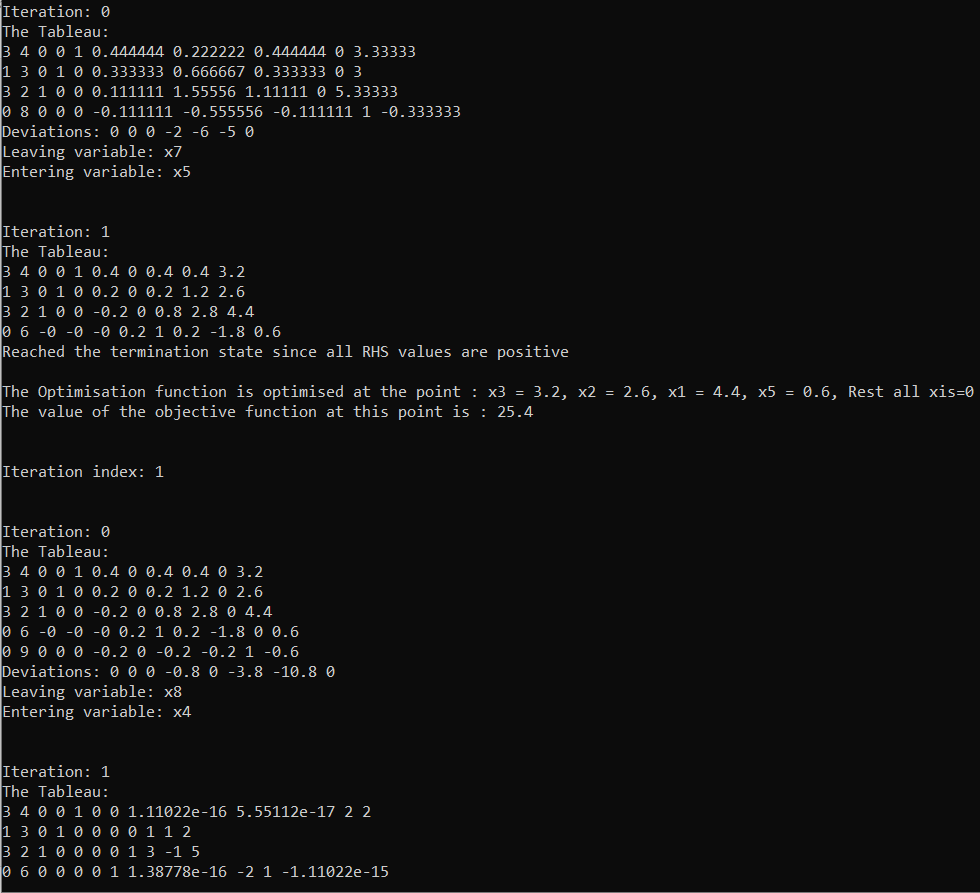 Iteration: 0
The Tableau:
3 4 0 0 1 0.444444 0.222222 0.444444 0 3.33333
1 3 0 1 0 0.333333 0.666667 0.333333 0 3
3 2 1 0 0 0.111111 1.55556 1.11111 0 5.33333
0 8 0 0 0 -0.111111 -0.555556 -0.111111 1 -0.333333
Deviations: 0 0 0 -2 -6 -5 0
Leaving variable: x7
Entering variable: x5
Iteration: 1
The Tableau:
3 4 0 0 1 0.4 0 0.4 0.4 3.2
1 3 0 1 0 0.2 0 0.2 1.2 2.6
3 2 1 0 0 -0.2 0 0.8 2.8 4.4
0 6 -0 -0 -0 0.2 1 0.2 -1.8 0.6
Reached the termination state since all RHS values are positive
The Optimisation function is optimised at the point : x3 = 3.2, x2 = 2.6, x1 = 4.4, x5 = 0.6, Rest all xis=0
The value of the objective function at this point is : 25.4
Iteration index: 1
Iteration: 0
The Tableau:
3 4 0 0 1 0.4 0 0.4 0.4 0 3.2
1 3 0 1 0 0.2 0 0.2 1.2 0 2.6
3 2 1 0 0 -0.2 0 0.8 2.8 0 4.4
0 6 -0 -0 -0 0.2 1 0.2 -1.8 0 0.6
0 9 0 0 0 -0.2 0 -0.2 -0.2 1 -0.6
Deviations: 0 0 0 -0.8 0 -3.8 -10.8 0
Leaving variable: x8
Entering variable: x4
Iteration: 1
The Tableau:
3 4 0 0 1 0 0 1.11022e-16 5.55112e-17 2 2
1 3 0 1 0 0 0 0 1 1 2
3 2 1 0 0 0 0 1 3 -1 5
0 6 0 0 0 0 1 1.38778e-16 -2 1 -1.11022e-15